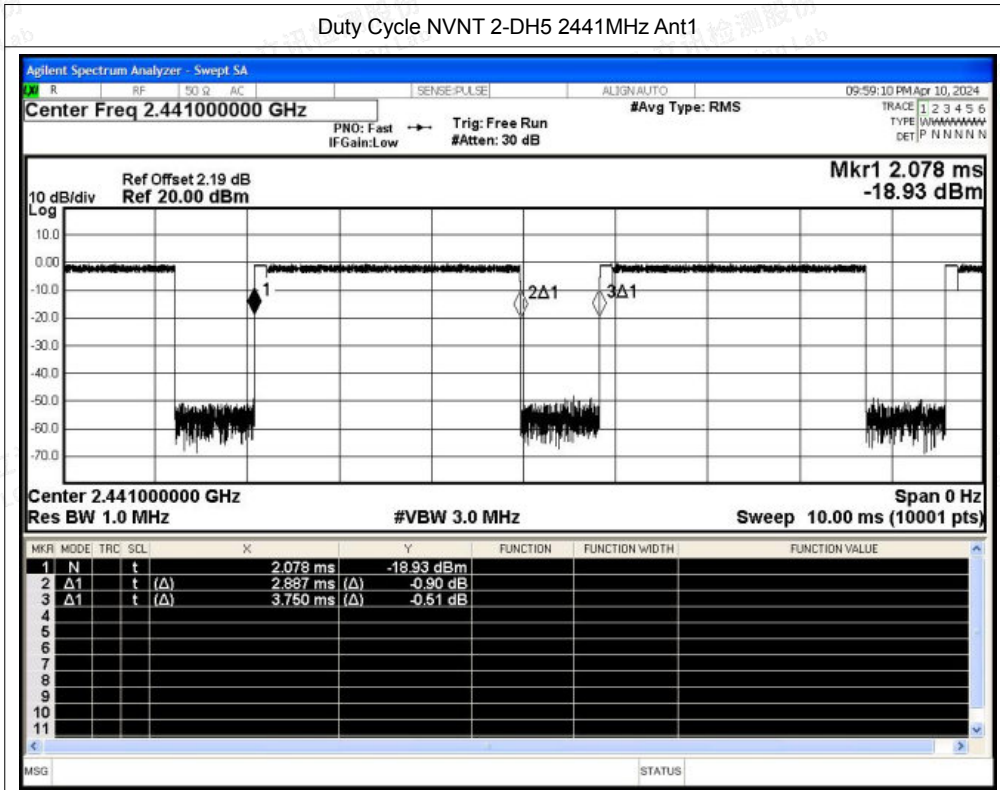 Duty Cycle NVNT 2-DH5 2441MHz Ant1
Agilent Spectrum Analyzer - Swept SA
LXI R RF 50 Ω AC SENSE:PULSE ALIGN AUTO 09:59:10 PM Apr 10, 2024
Center Freq 2.441000000 GHz #Avg Type: RMS TRACE 1 2 3 4 5 6
PNO: Fast Trig: Free Run TYPE WWWWWW
IFGain:Low #Atten: 30 dB DET P N N N N N
Mkr1 2.078 ms
-18.93 dBm
Ref Offset 2.19 dB
10 dB/div Ref 20.00 dBm
Log
10.0
0.00
-10.0
1 2Δ1 3Δ1
-20.0
-30.0
-40.0
-50.0
-60.0
-70.0
Center 2.441000000 GHz Span 0 Hz
Res BW 1.0 MHz #VBW 3.0 MHz Sweep 10.00 ms (10001 pts)
MKR MODE TRC SCL X Y FUNCTION FUNCTION WIDTH FUNCTION VALUE
1 N t 2.078 ms -18.93 dBm
2 Δ1 t (Δ) 2.887 ms (Δ) -0.90 dB
3 Δ1 t (Δ) 3.750 ms (Δ) -0.51 dB
4
5
6
7
8
9
10
11
MSG STATUS